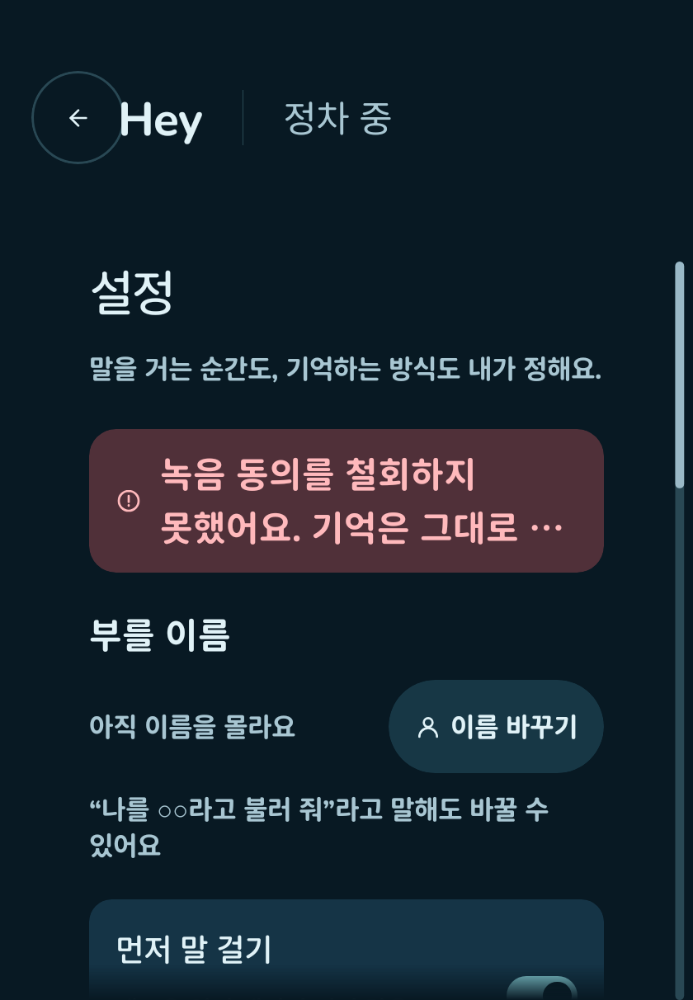 Hey
정차 중
설정
말을 거는 순간도, 기억하는 방식도 내가 정해요.
녹음 동의를 철회하지
못했어요. 기억은 그대로 …
부를 이름
아직 이름을 몰라요
이름 바꾸기
“나를 ○○라고 불러 줘”라고 말해도 바꿀 수
있어요
먼저 말 걸기